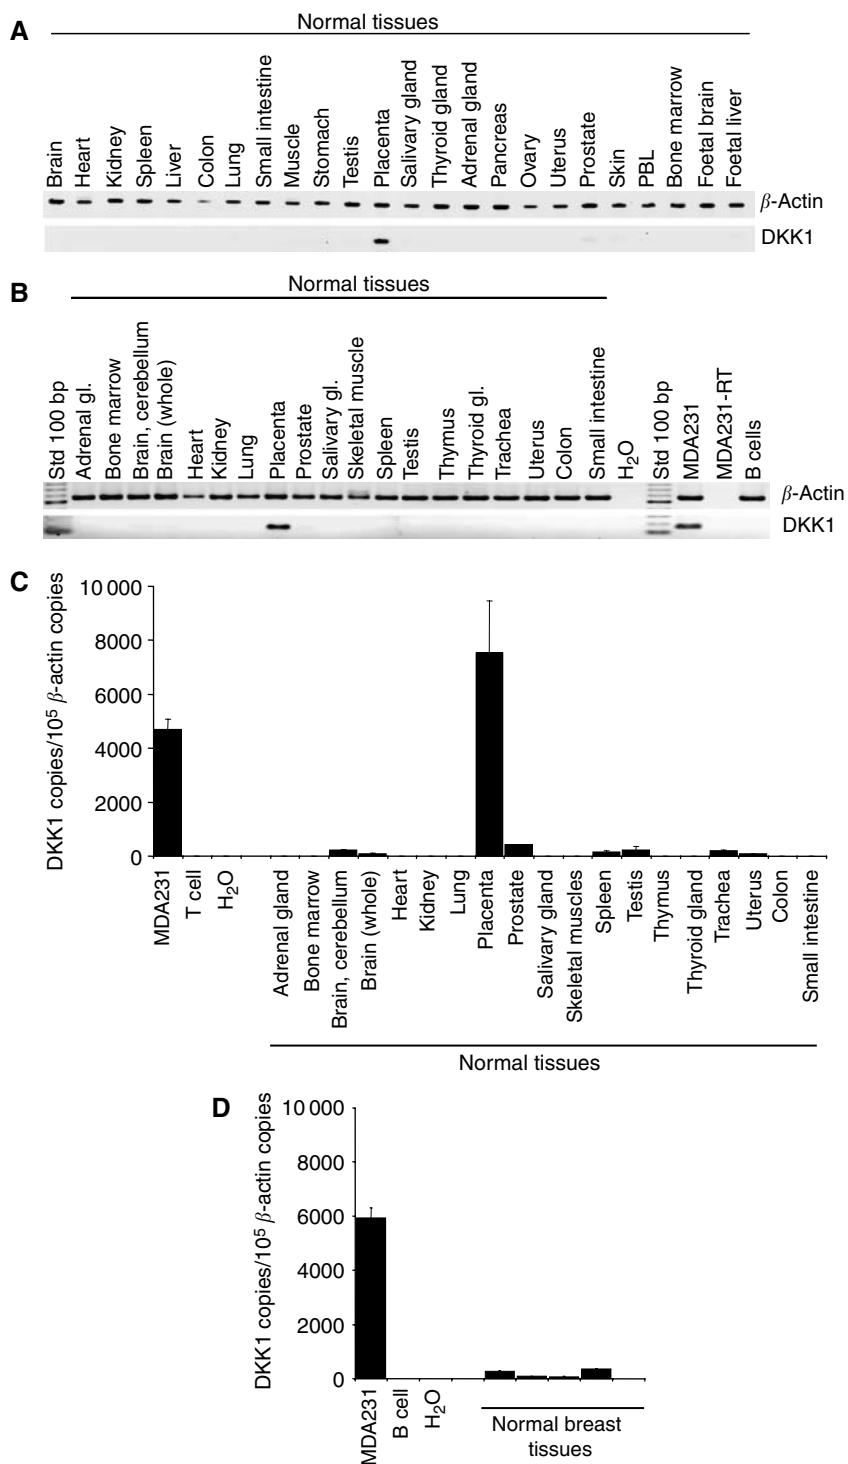 A
Normal tissues
Brain
Heart
Kidney
Spleen
Liver
Colon
Lung
Small intestine
Muscle
Stomach
Testis
Placenta
Salivary gland
Thyroid gland
Adrenal gland
Pancreas
Ovary
Uterus
Prostate
Skin
PBL
Bone marrow
Foetal brain
Foetal liver
β-Actin
DKK1
B
Normal tissues
Std 100 bp
Adrenal gl.
Bone marrow
Brain, cerebellum
Brain (whole)
Heart
Kidney
Lung
Placenta
Prostate
Salivary gl.
Skeletal muscle
Spleen
Testis
Thymus
Thyroid gl.
Trachea
Uterus
Colon
Small intestine
H₂O
Std 100 bp
MDA231
MDA231-RT
B cells
β-Actin
DKK1
C
DKK1 copies/10⁵ β-actin copies
10 000
8000
6000
4000
2000
0
MDA231
T cell
H₂O
Adrenal gland
Bone marrow
Brain, cerebellum
Brain (whole)
Heart
Kidney
Lung
Placenta
Prostate
Salivary gland
Skeletal muscles
Spleen
Testis
Thymus
Thyroid gland
Trachea
Uterus
Colon
Small intestine
Normal tissues
D
DKK1 copies/10⁵ β-actin copies
10 000
8000
6000
4000
2000
0
MDA231
B cell
H₂O
Normal breast
tissues